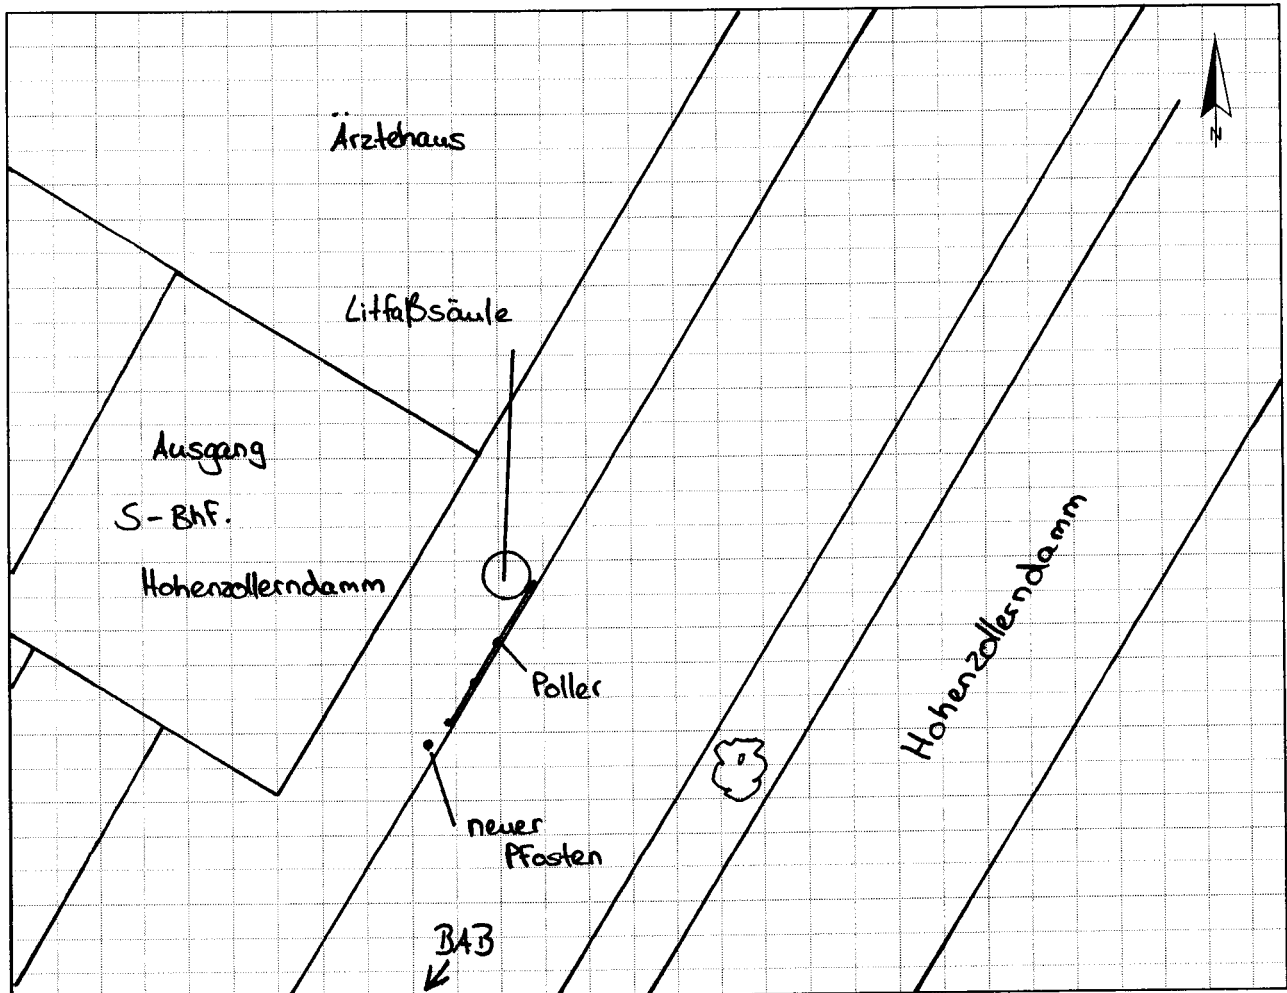 Ärztehaus
N
Litfaßsäule
Ausgang
S-Bhf.
Hohenzollerndamm
Poller
Hohenzollerndamm
neuer
Pfosten
BAB